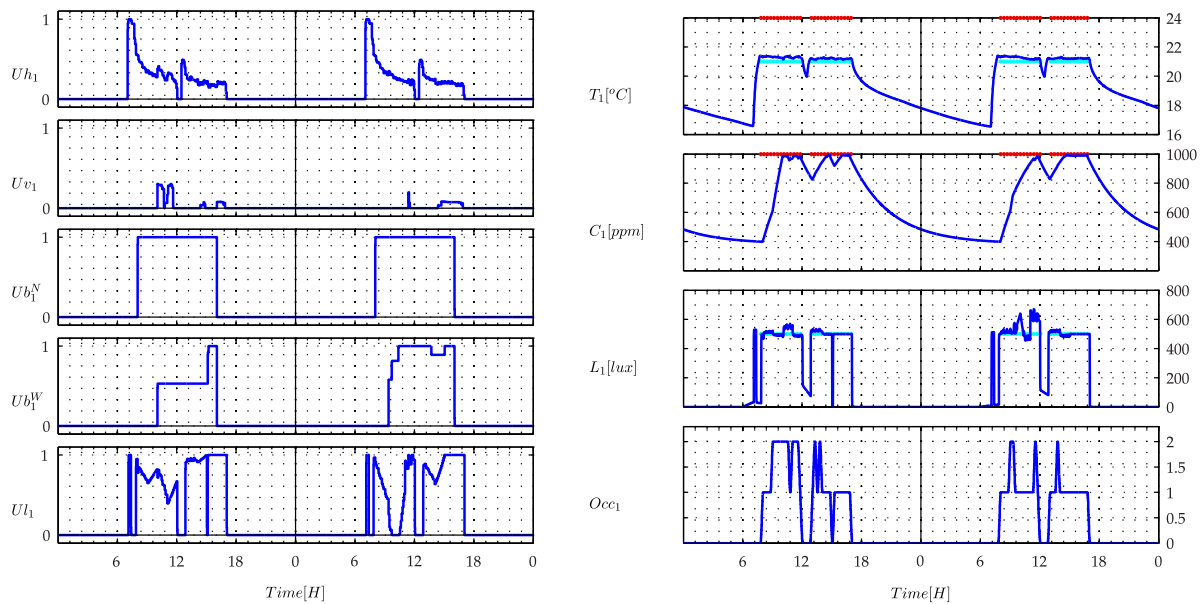 Uh₁
1
0
Uv₁
1
0
Ub₁ᴺ
1
0
Ub₁ᵂ
1
0
Ul₁
1
0
6 12 18 0 6 12 18 0
Time[H]
T₁[°C]
24
22
20
18
16
C₁[ppm]
1000
800
600
400
L₁[lux]
800
600
400
200
0
Occ₁
2
1.5
1
0.5
0
6 12 18 0 6 12 18 0
Time[H]